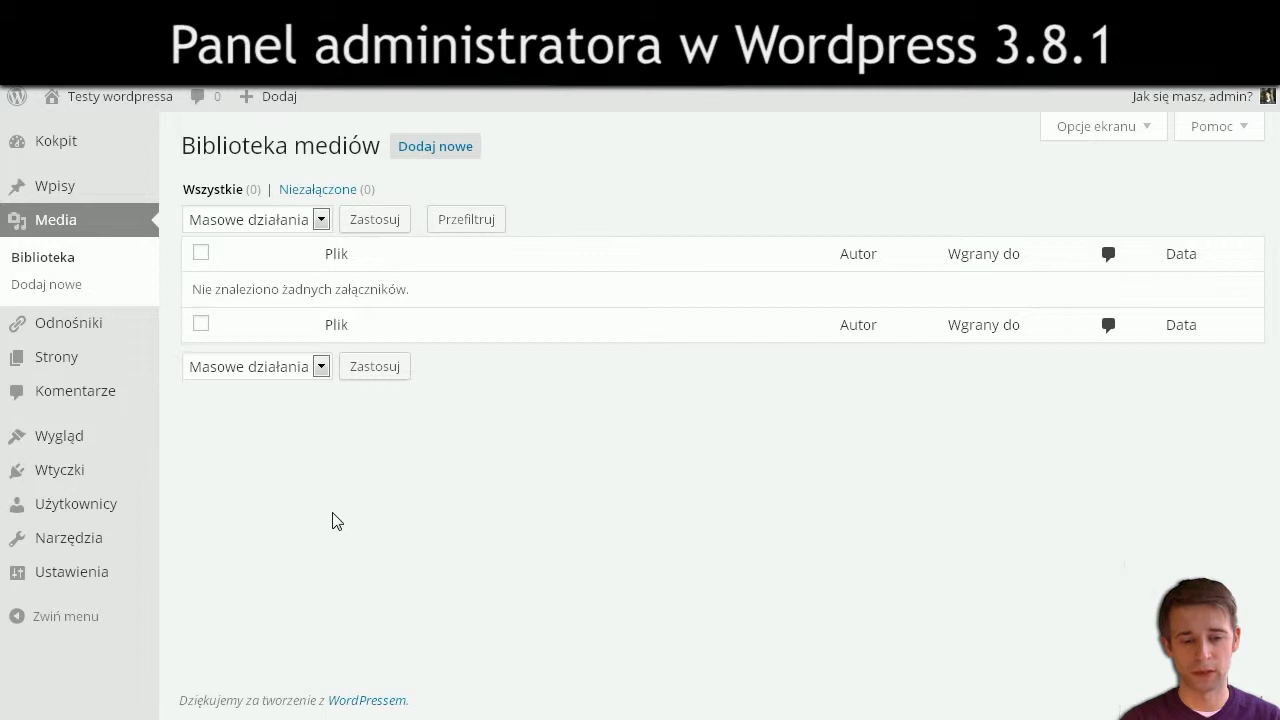 Panel administratora w Wordpress 3.8.1
Testy wordpressa 0 Dodaj Jak się masz, admin?
Opcje ekranu Pomoc
Kokpit
Wpisy
Media
Biblioteka
Dodaj nowe
Odnośniki
Strony
Komentarze
Wygląd
Wtyczki
Użytkownicy
Narzędzia
Ustawienia
Zwiń menu
Biblioteka mediów Dodaj nowe
Wszystkie (0) | Niezałączone (0)
Masowe działania Zastosuj Przefiltruj
Plik Autor Wgrany do Data
Nie znaleziono żadnych załączników.
Plik Autor Wgrany do Data
Masowe działania Zastosuj
Dziękujemy za tworzenie z WordPressem.